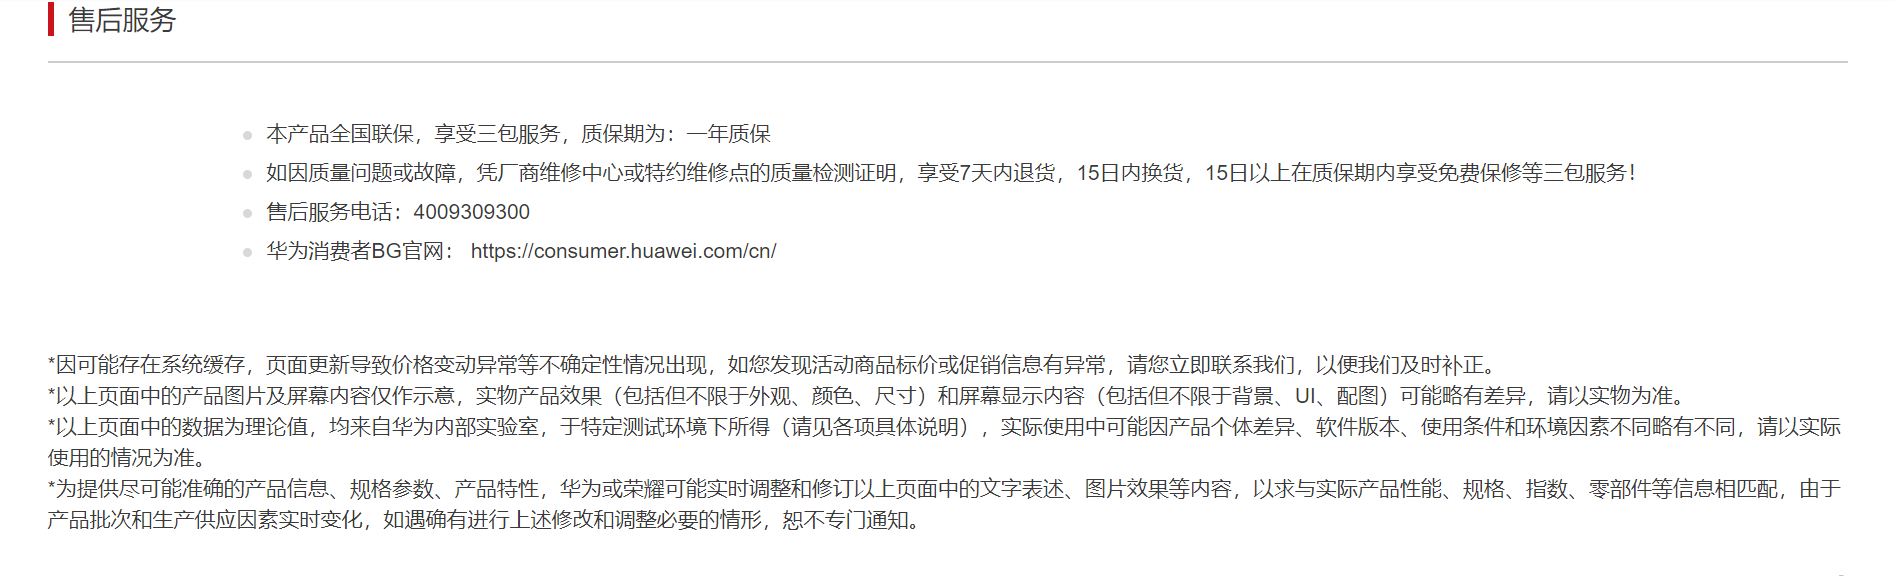 售后服务
本产品全国联保，享受三包服务，质保期为：一年质保
如因质量问题或故障，凭厂商维修中心或特约维修点的质量检测证明，享受7天内退货，15日内换货，15日以上在质保期内享受免费保修等三包服务！
售后服务电话：4009309300
华为消费者BG官网： https://consumer.huawei.com/cn/
*因可能存在系统缓存，页面更新导致价格变动异常等不确定性情况出现，如您发现活动商品标价或促销信息有异常，请您立即联系我们，以便我们及时补正。
*以上页面中的产品图片及屏幕内容仅作示意，实物产品效果（包括但不限于外观、颜色、尺寸）和屏幕显示内容（包括但不限于背景、UI、配图）可能略有差异，请以实物为准。
*以上页面中的数据为理论值，均来自华为内部实验室，于特定测试环境下所得（请见各项具体说明），实际使用中可能因产品个体差异、软件版本、使用条件和环境因素不同略有不同，请以实际
使用的情况为准。
*为提供尽可能准确的产品信息、规格参数、产品特性，华为或荣耀可能实时调整和修订以上页面中的文字表述、图片效果等内容，以求与实际产品性能、规格、指数、零部件等信息相匹配，由于
产品批次和生产供应因素实时变化，如遇确有进行上述修改和调整必要的情形，恕不专门通知。